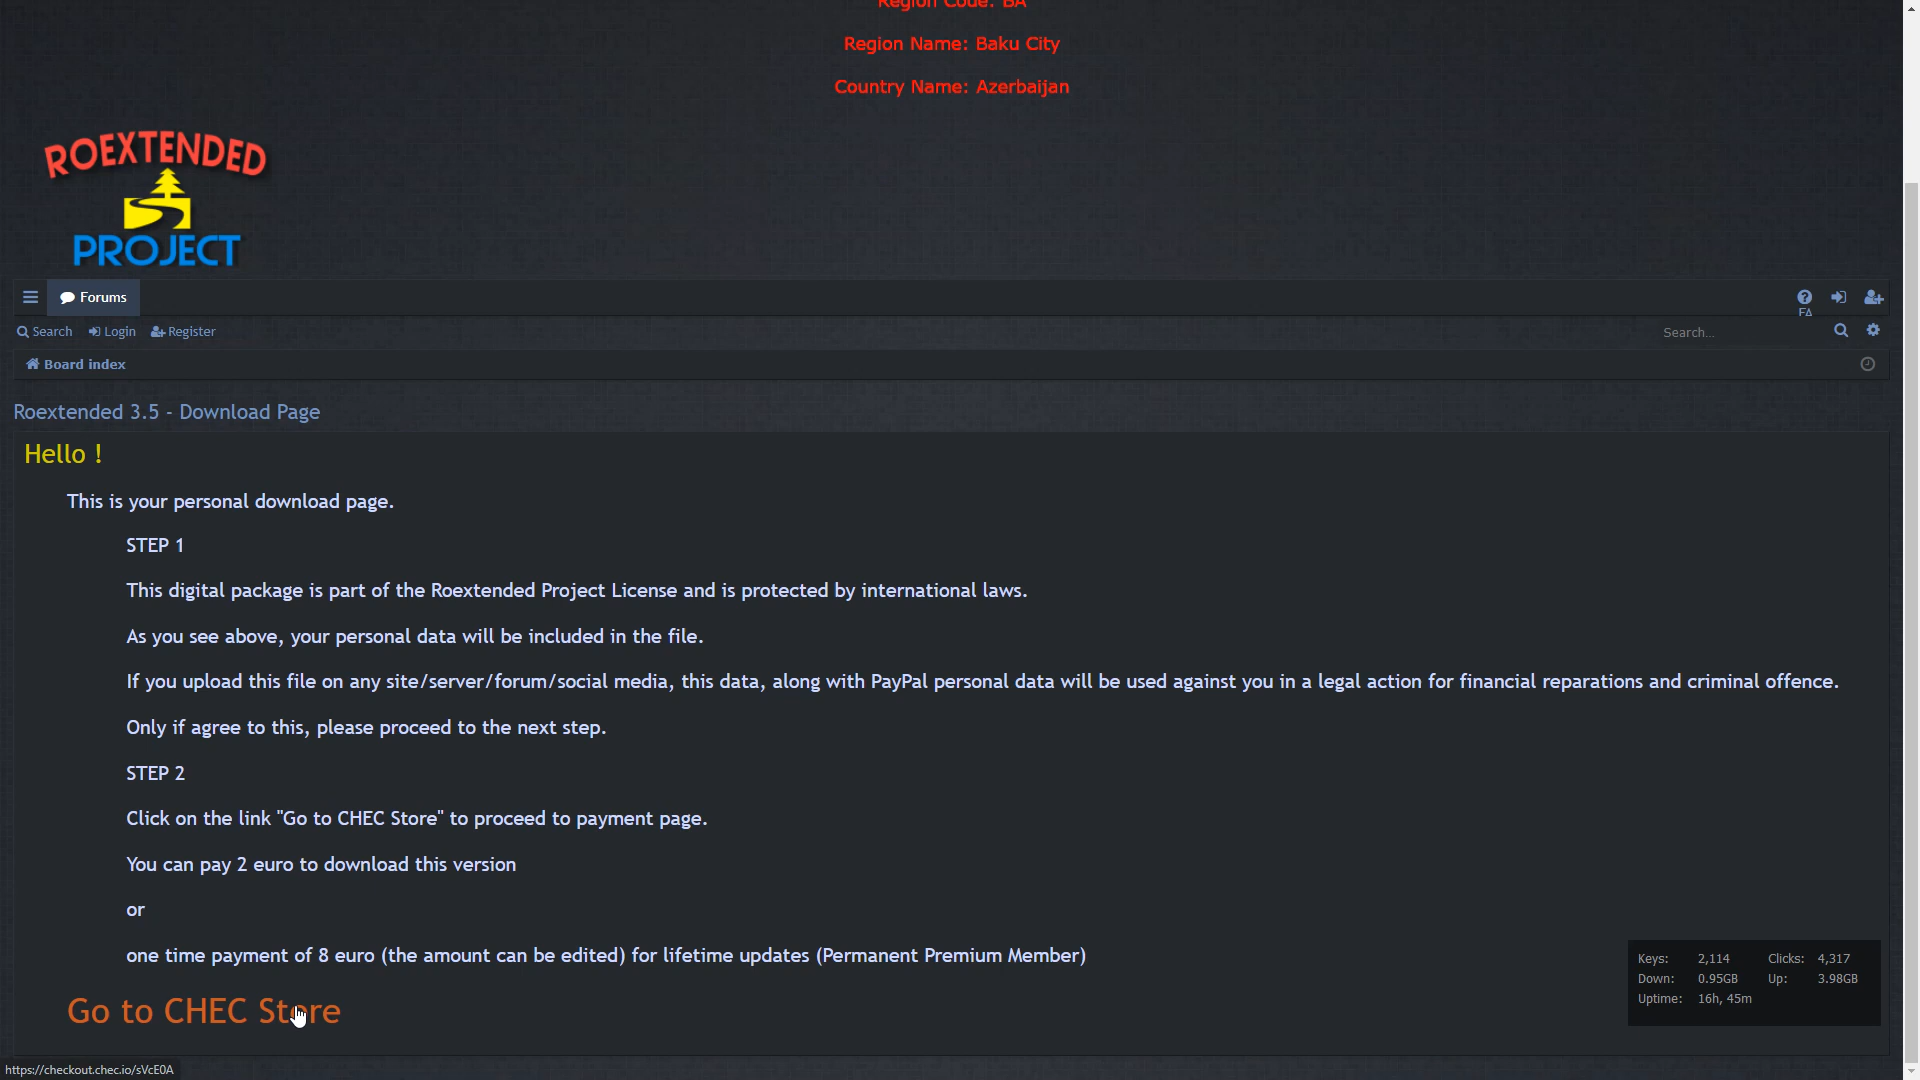 Region Code: BA
Region Name: Baku City
Country Name: Azerbaijan
ROEXTENDED
PROJECT
Forums
FA
Search Login Register
Search...
Board index
Roextended 3.5 - Download Page
Hello !
This is your personal download page.
STEP 1
This digital package is part of the Roextended Project License and is protected by international laws.
As you see above, your personal data will be included in the file.
If you upload this file on any site/server/forum/social media, this data, along with PayPal personal data will be used against you in a legal action for financial reparations and criminal offence.
Only if agree to this, please proceed to the next step.
STEP 2
Click on the link "Go to CHEC Store" to proceed to payment page.
You can pay 2 euro to download this version
or
one time payment of 8 euro (the amount can be edited) for lifetime updates (Permanent Premium Member)
Keys: 2,114 Clicks: 4,317
Down: 0.95GB Up: 3.98GB
Uptime: 16h, 45m
Go to CHEC Store
https://checkout.chec.io/sVcE0A